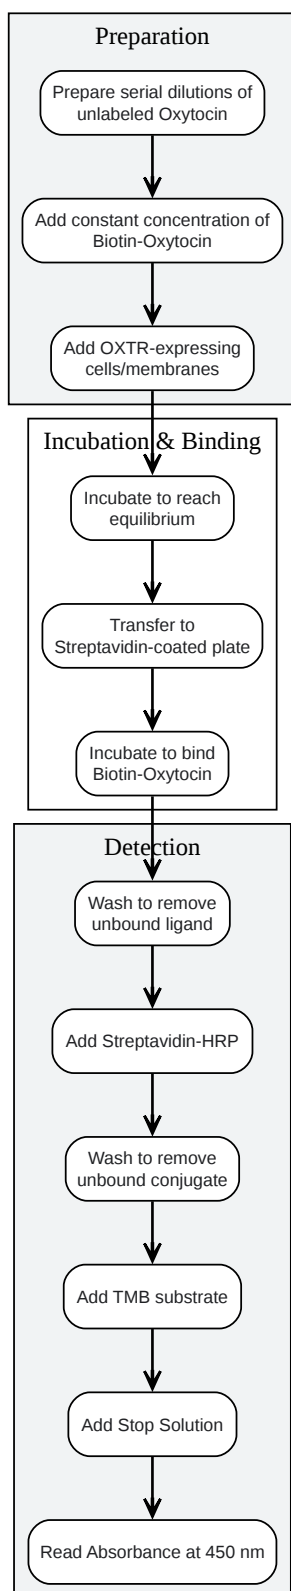 Preparation
Prepare serial dilutions of
unlabeled Oxytocin
Add constant concentration of
Biotin-Oxytocin
Add OXTR-expressing
cells/membranes
Incubation & Binding
Incubate to reach
equilibrium
Transfer to
Streptavidin-coated plate
Incubate to bind
Biotin-Oxytocin
Detection
Wash to remove
unbound ligand
Add Streptavidin-HRP
Wash to remove
unbound conjugate
Add TMB substrate
Add Stop Solution
Read Absorbance at 450 nm